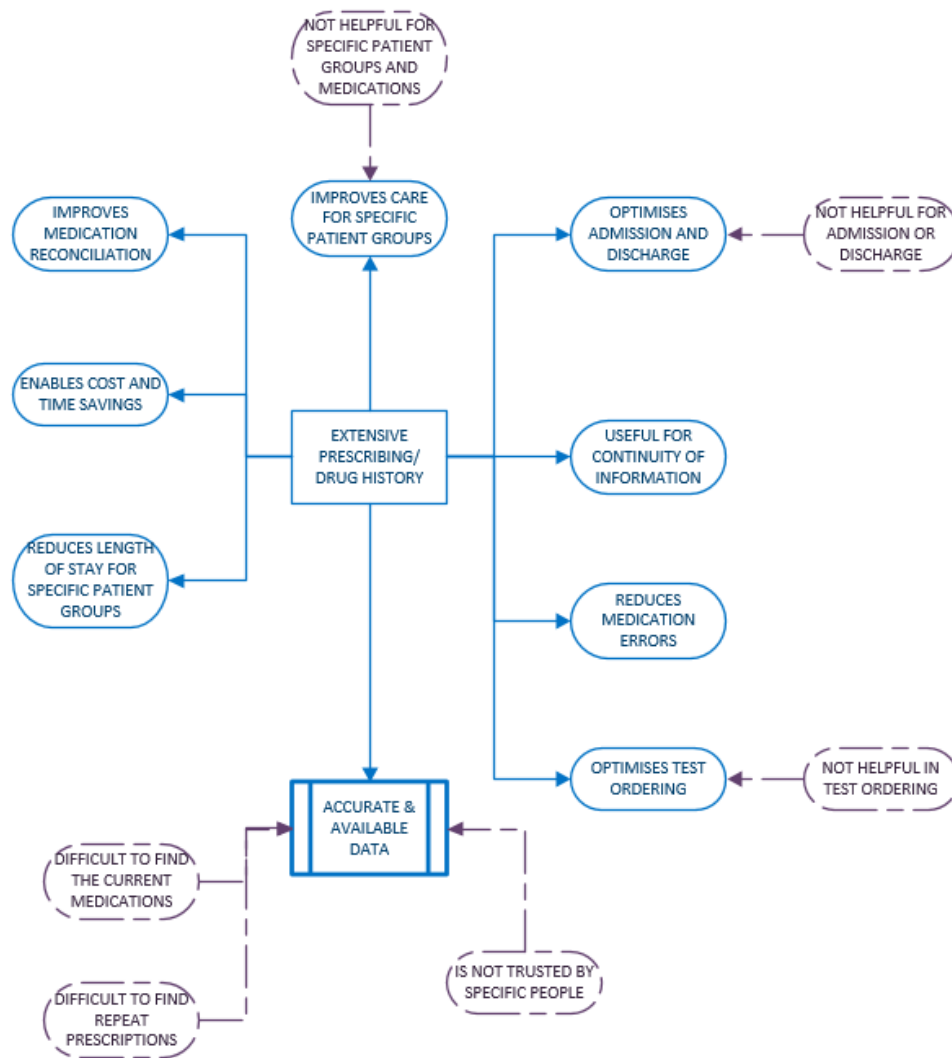 NOT HELPFUL FOR
SPECIFIC PATIENT
GROUPS AND
MEDICATIONS
IMPROVES
MEDICATION
RECONCILIATION
IMPROVES CARE
FOR SPECIFIC
PATIENT GROUPS
OPTIMISES
ADMISSION AND
DISCHARGE
NOT HELPFUL FOR
ADMISSION OR
DISCHARGE
ENABLES COST AND
TIME SAVINGS
EXTENSIVE
PRESCRIBING/
DRUG HISTORY
USEFUL FOR
CONTINUITY OF
INFORMATION
REDUCES LENGTH
OF STAY FOR
SPECIFIC PATIENT
GROUPS
REDUCES
MEDICATION
ERRORS
OPTIMISES TEST
ORDERING
NOT HELPFUL IN
TEST ORDERING
ACCURATE &
AVAILABLE
DATA
DIFFICULT TO FIND
THE CURRENT
MEDICATIONS
IS NOT TRUSTED BY
SPECIFIC PEOPLE
DIFFICULT TO FIND
REPEAT
PRESCRIPTIONS